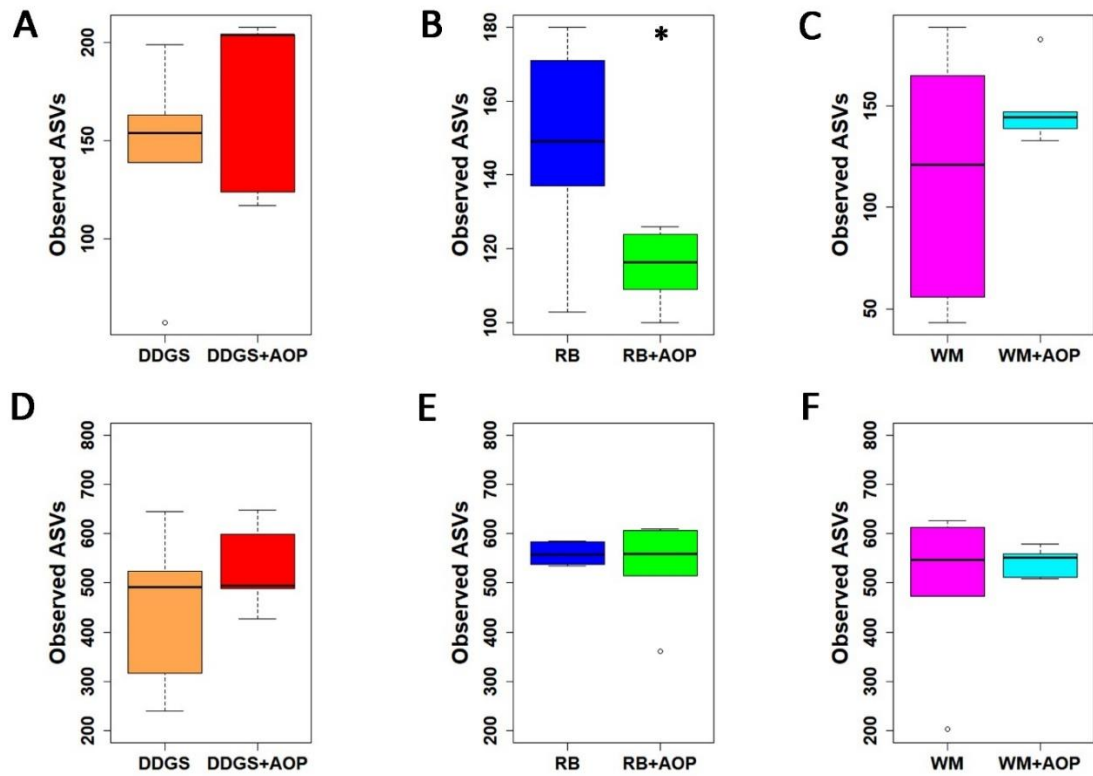 A
Observed ASVs
200
150
100
DDGS DDGS+AOP
B
Observed ASVs
180
160
140
120
100
*
RB RB+AOP
C
Observed ASVs
150
100
50
WM WM+AOP
D
Observed ASVs
800
700
600
500
400
300
200
DDGS DDGS+AOP
E
Observed ASVs
800
700
600
500
400
300
200
RB RB+AOP
F
Observed ASVs
800
700
600
500
400
300
200
WM WM+AOP